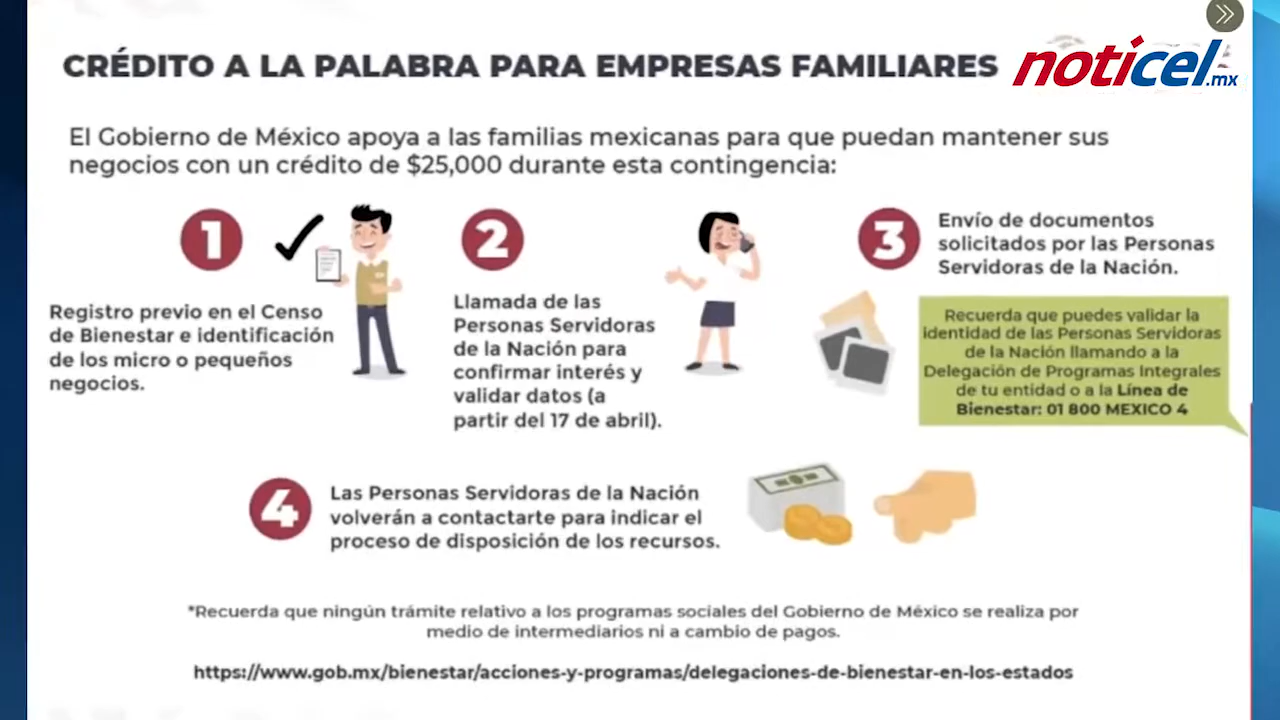 CRÉDITO A LA PALABRA PARA EMPRESAS FAMILIARES
noticel.mx
El Gobierno de México apoya a las familias mexicanas para que puedan mantener sus
negocios con un crédito de $25,000 durante esta contingencia:
1
Registro previo en el Censo
de Bienestar e identificación
de los micro o pequeños
negocios.
2
Llamada de las
Personas Servidoras
de la Nación para
confirmar interés y
validar datos (a
partir del 17 de abril).
3
Envío de documentos
solicitados por las Personas
Servidoras de la Nación.
Recuerda que puedes validar la
identidad de las Personas Servidoras
de la Nación llamando a la
Delegación de Programas Integrales
de tu entidad o a la Línea de
Bienestar: 01 800 MEXICO 4
4
Las Personas Servidoras de la Nación
volverán a contactarte para indicar el
proceso de disposición de los recursos.
*Recuerda que ningún trámite relativo a los programas sociales del Gobierno de México se realiza por
medio de intermediarios ni a cambio de pagos.
https://www.gob.mx/bienestar/acciones-y-programas/delegaciones-de-bienestar-en-los-estados